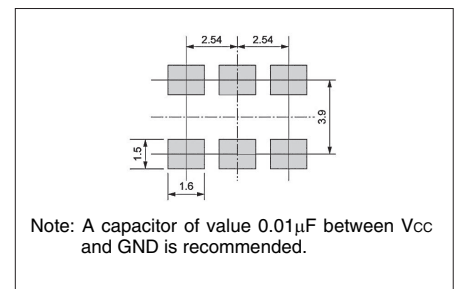 2.54 2.54
3.9
1.5
1.6
Note: A capacitor of value 0.01μF between Vcc
and GND is recommended.